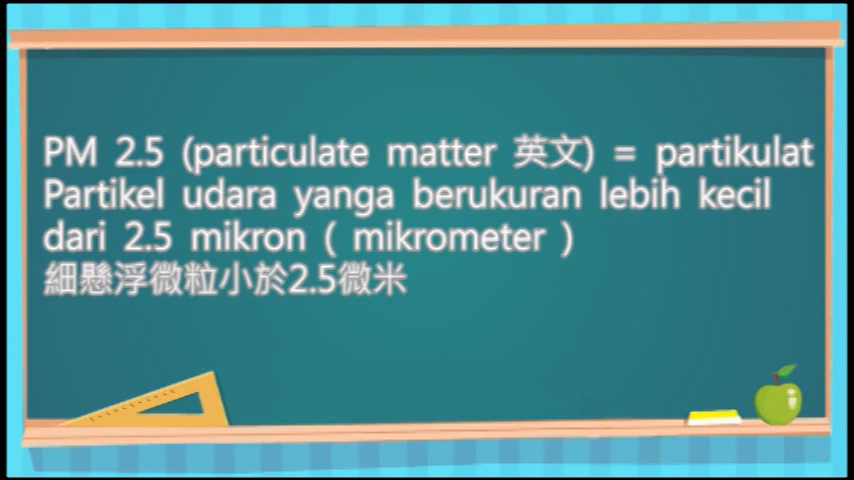 PM 2.5 (particulate matter 英文) = partikulat
Partikel udara yanga berukuran lebih kecil
dari 2.5 mikron ( mikrometer )
細懸浮微粒小於2.5微米